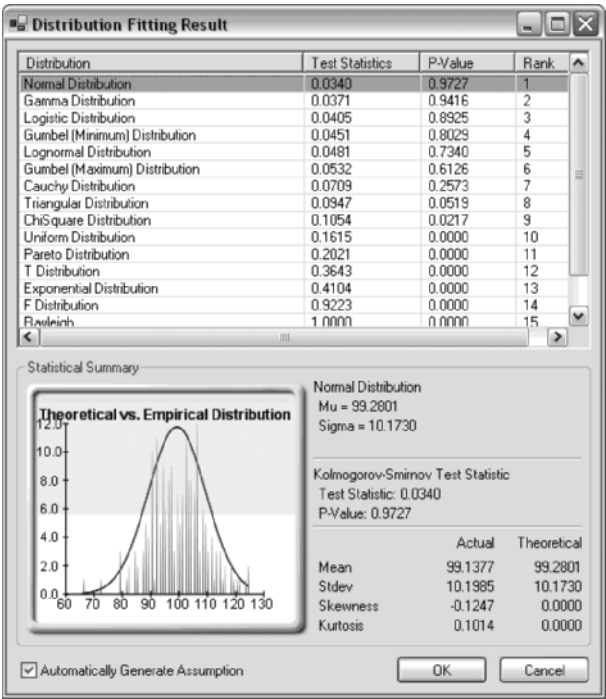 Distribution Fitting Result
Distribution Test Statistics P-Value Rank
Normal Distribution 0.0340 0.9727 1
Gamma Distribution 0.0371 0.9416 2
Logistic Distribution 0.0405 0.8925 3
Gumbel (Minimum) Distribution 0.0451 0.8029 4
Lognormal Distribution 0.0481 0.7340 5
Gumbel (Maximum) Distribution 0.0532 0.6126 6
Cauchy Distribution 0.0709 0.2573 7
Triangular Distribution 0.0947 0.0519 8
ChiSquare Distribution 0.1054 0.0217 9
Uniform Distribution 0.1615 0.0000 10
Pareto Distribution 0.2021 0.0000 11
T Distribution 0.3643 0.0000 12
Exponential Distribution 0.4104 0.0000 13
F Distribution 0.9223 0.0000 14
Rayleigh 1.0000 0.0000 15
Statistical Summary
Theoretical vs. Empirical Distribution
12.0
10.0
8.0
6.0
4.0
2.0
0.0
60 70 80 90 100 110 120 130
Normal Distribution
Mu = 99.2801
Sigma = 10.1730
Kolmogorov-Smirnov Test Statistic
Test Statistic: 0.0340
P-Value: 0.9727
Actual Theoretical
Mean 99.1377 99.2801
Stdev 10.1985 10.1730
Skewness -0.1247 0.0000
Kurtosis 0.1014 0.0000
Automatically Generate Assumption
OK Cancel